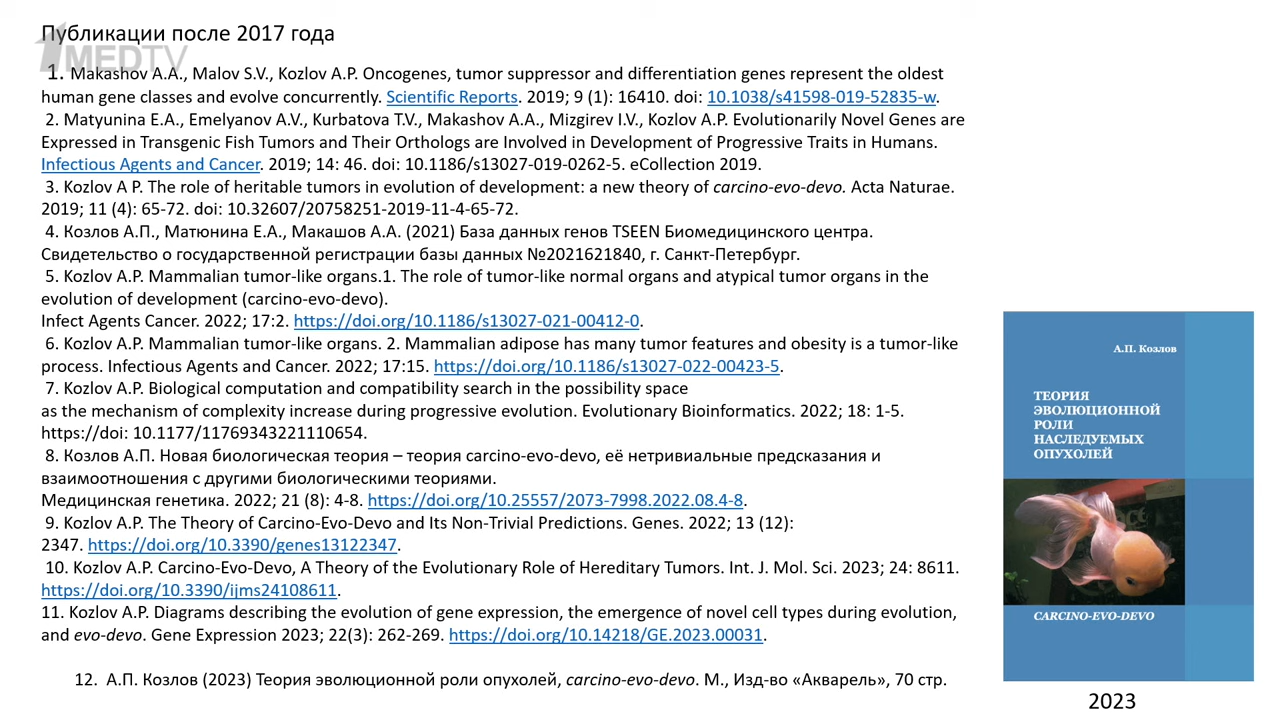 Публикации после 2017 года
1MEDTV
1. Makashov A.A., Malov S.V., Kozlov A.P. Oncogenes, tumor suppressor and differentiation genes represent the oldest
human gene classes and evolve concurrently. Scientific Reports. 2019; 9 (1): 16410. doi: 10.1038/s41598-019-52835-w.
2. Matyunina E.A., Emelyanov A.V., Kurbatova T.V., Makashov A.A., Mizgirev I.V., Kozlov A.P. Evolutionarily Novel Genes are
Expressed in Transgenic Fish Tumors and Their Orthologs are Involved in Development of Progressive Traits in Humans.
Infectious Agents and Cancer. 2019; 14: 46. doi: 10.1186/s13027-019-0262-5. eCollection 2019.
3. Kozlov A P. The role of heritable tumors in evolution of development: a new theory of carcino-evo-devo. Acta Naturae.
2019; 11 (4): 65-72. doi: 10.32607/20758251-2019-11-4-65-72.
4. Козлов А.П., Матюнина Е.А., Макашов А.А. (2021) База данных генов TSEEN Биомедицинского центра.
Свидетельство о государственной регистрации базы данных №2021621840, г. Санкт-Петербург.
5. Kozlov A.P. Mammalian tumor-like organs.1. The role of tumor-like normal organs and atypical tumor organs in the
evolution of development (carcino-evo-devo).
Infect Agents Cancer. 2022; 17:2. https://doi.org/10.1186/s13027-021-00412-0.
6. Kozlov A.P. Mammalian tumor-like organs. 2. Mammalian adipose has many tumor features and obesity is a tumor-like
process. Infectious Agents and Cancer. 2022; 17:15. https://doi.org/10.1186/s13027-022-00423-5.
7. Kozlov A.P. Biological computation and compatibility search in the possibility space
as the mechanism of complexity increase during progressive evolution. Evolutionary Bioinformatics. 2022; 18: 1-5.
https://doi: 10.1177/11769343221110654.
8. Козлов А.П. Новая биологическая теория – теория carcino-evo-devo, её нетривиальные предсказания и
взаимоотношения с другими биологическими теориями.
Медицинская генетика. 2022; 21 (8): 4-8. https://doi.org/10.25557/2073-7998.2022.08.4-8.
9. Kozlov A.P. The Theory of Carcino-Evo-Devo and Its Non-Trivial Predictions. Genes. 2022; 13 (12):
2347. https://doi.org/10.3390/genes13122347.
10. Kozlov A.P. Carcino-Evo-Devo, A Theory of the Evolutionary Role of Hereditary Tumors. Int. J. Mol. Sci. 2023; 24: 8611.
https://doi.org/10.3390/ijms24108611.
11. Kozlov A.P. Diagrams describing the evolution of gene expression, the emergence of novel cell types during evolution,
and evo-devo. Gene Expression 2023; 22(3): 262-269. https://doi.org/10.14218/GE.2023.00031.
12. А.П. Козлов (2023) Теория эволюционной роли опухолей, carcino-evo-devo. М., Изд-во «Акварель», 70 стр.
А.П. Козлов
ТЕОРИЯ
ЭВОЛЮЦИОННОЙ
РОЛИ
НАСЛЕДУЕМЫХ
ОПУХОЛЕЙ
CARCINO-EVO-DEVO
2023